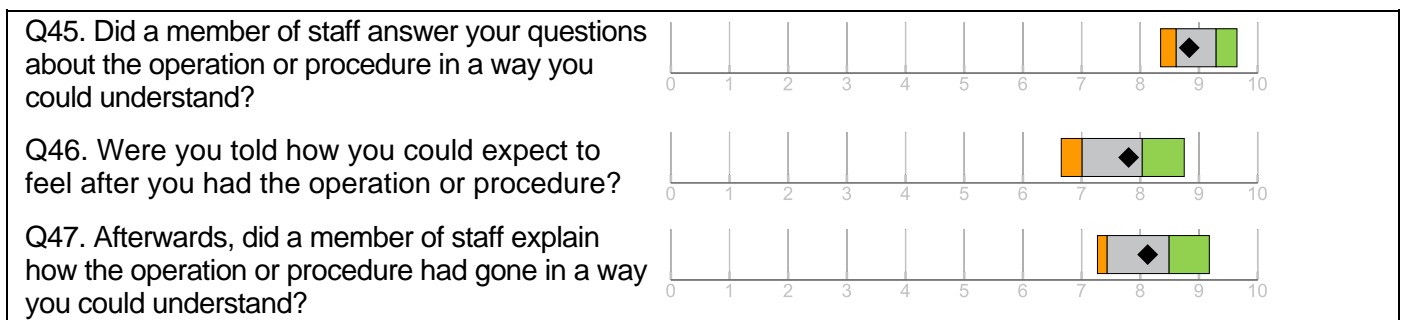 Q45. Did a member of staff answer your questions
about the operation or procedure in a way you
could understand?
0 1 2 3 4 5 6 7 8 9 10
Q46. Were you told how you could expect to
feel after you had the operation or procedure?
0 1 2 3 4 5 6 7 8 9 10
Q47. Afterwards, did a member of staff explain
how the operation or procedure had gone in a way
you could understand?
0 1 2 3 4 5 6 7 8 9 10